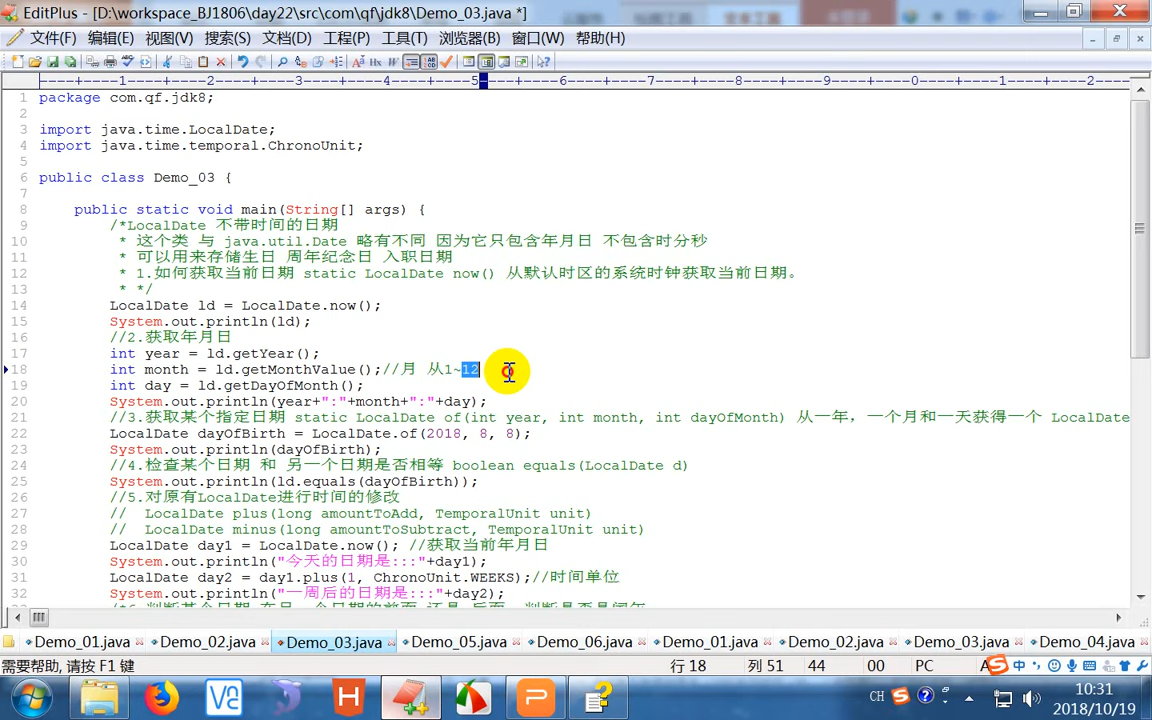 EditPlus - [D:\workspace_BJ1806\day22\src\com\qf\jdk8\Demo_03.java *]
文件(F) 编辑(E) 视图(V) 搜索(S) 文档(D) 工程(P) 工具(T) 浏览器(B) 窗口(W) 帮助(H)
----+----1----+----2----+----3----+----4----+----5----+----6----+----7----+----8----+----9----+----0----+----1----+----2
1 package com.qf.jdk8;
2
3 import java.time.LocalDate;
4 import java.time.temporal.ChronoUnit;
5
6 public class Demo_03 {
7
8 public static void main(String[] args) {
9 /*LocalDate 不带时间的日期
10 * 这个类 与 java.util.Date 略有不同 因为它只包含年月日 不包含时分秒
11 * 可以用来存储生日 周年纪念日 入职日期
12 * 1.如何获取当前日期 static LocalDate now() 从默认时区的系统时钟获取当前日期。
13 * */
14 LocalDate ld = LocalDate.now();
15 System.out.println(ld);
16 //2.获取年月日
17 int year = ld.getYear();
18 int month = ld.getMonthValue();//月 从1~12
19 int day = ld.getDayOfMonth();
20 System.out.println(year+":"+month+":"+day);
21 //3.获取某个指定日期 static LocalDate of(int year, int month, int dayOfMonth) 从一年，一个月和一天获得一个 LocalDate
22 LocalDate dayOfBirth = LocalDate.of(2018, 8, 8);
23 System.out.println(dayOfBirth);
24 //4.检查某个日期 和 另一个日期是否相等 boolean equals(LocalDate d)
25 System.out.println(ld.equals(dayOfBirth));
26 //5.对原有LocalDate进行时间的修改
27 // LocalDate plus(long amountToAdd, TemporalUnit unit)
28 // LocalDate minus(long amountToSubtract, TemporalUnit unit)
29 LocalDate day1 = LocalDate.now(); //获取当前年月日
30 System.out.println("今天的日期是:::"+day1);
31 LocalDate day2 = day1.plus(1, ChronoUnit.WEEKS);//时间单位
32 System.out.println("一周后的日期是:::"+day2);
Demo_01.java Demo_02.java Demo_03.java Demo_05.java Demo_06.java Demo_01.java Demo_02.java Demo_03.java Demo_04.java
需要帮助, 请按 F1 键 行 18 列 51 44 00 PC 中
CH 10:31
2018/10/19